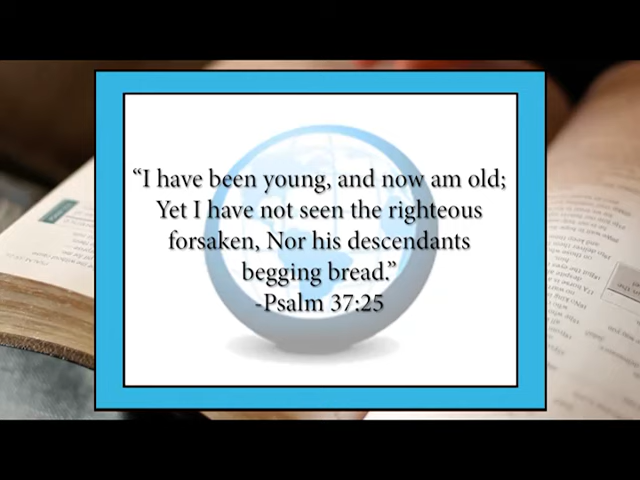 “I have been young, and now am old;
Yet I have not seen the righteous
forsaken, Nor his descendants
begging bread.”
-Psalm 37:25